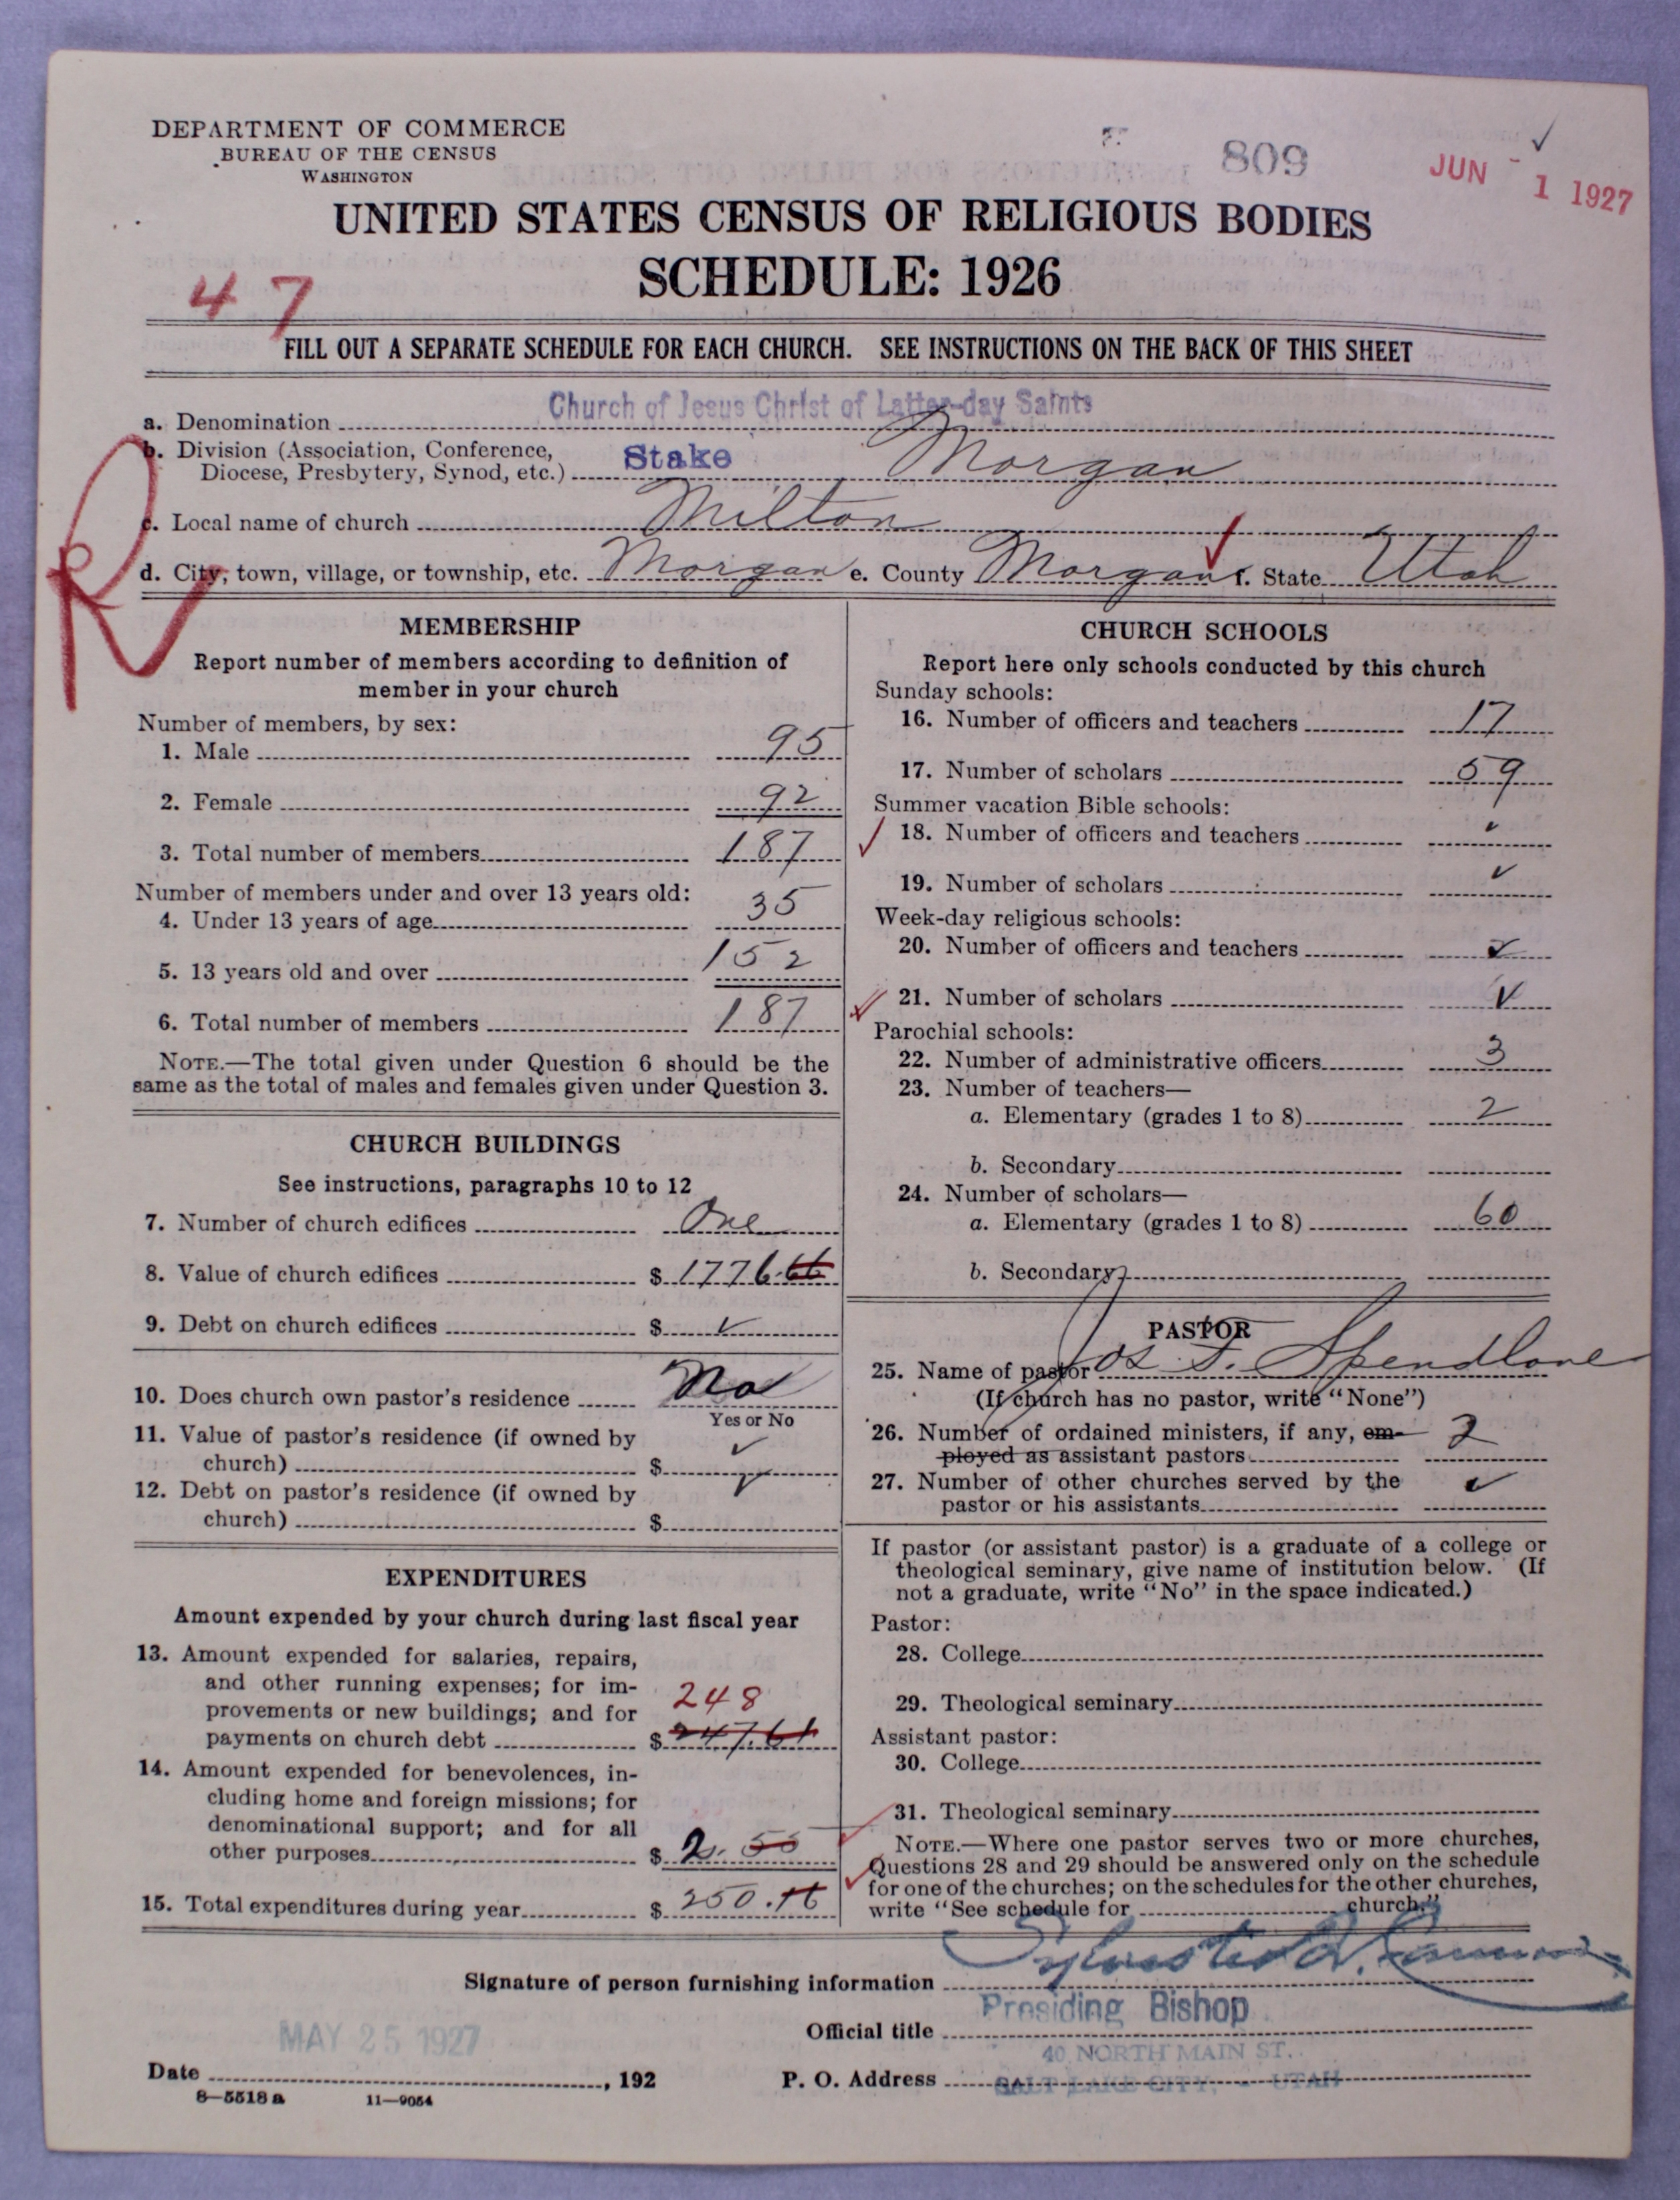 DEPARTMENT OF COMMERCE
BUREAU OF THE CENSUS
WASHINGTON
809
JUN - 1 1927
UNITED STATES CENSUS OF RELIGIOUS BODIES
SCHEDULE: 1926
47
FILL OUT A SEPARATE SCHEDULE FOR EACH CHURCH. SEE INSTRUCTIONS ON THE BACK OF THIS SHEET
R
a. Denomination Church of Jesus Christ of Latter-day Saints
b. Division (Association, Conference,
Diocese, Presbytery, Synod, etc.) Stake Morgan
c. Local name of church Milton
d. City, town, village, or township, etc. Morgan e. County Morgan f. State Utah
MEMBERSHIP
Report number of members according to definition of
member in your church
Number of members, by sex:
1. Male 95
2. Female 92
3. Total number of members 187
Number of members under and over 13 years old:
4. Under 13 years of age 35
5. 13 years old and over 152
6. Total number of members 187
NOTE.—The total given under Question 6 should be the
same as the total of males and females given under Question 3.
CHURCH BUILDINGS
See instructions, paragraphs 10 to 12
7. Number of church edifices One
8. Value of church edifices $ 1776.66
9. Debt on church edifices $ ✓
10. Does church own pastor's residence No
Yes or No
11. Value of pastor's residence (if owned by
church) $ ✓
12. Debt on pastor's residence (if owned by
church) $ ✓
EXPENDITURES
Amount expended by your church during last fiscal year
13. Amount expended for salaries, repairs,
and other running expenses; for im-
provements or new buildings; and for 248
payments on church debt $ 247.61
14. Amount expended for benevolences, in-
cluding home and foreign missions; for
denominational support; and for all
other purposes $ 2.55
15. Total expenditures during year $ 250.16
CHURCH SCHOOLS
Report here only schools conducted by this church
Sunday schools:
16. Number of officers and teachers 17
17. Number of scholars 59
Summer vacation Bible schools:
18. Number of officers and teachers ✓
19. Number of scholars ✓
Week-day religious schools:
20. Number of officers and teachers ✓
21. Number of scholars ✓
Parochial schools:
22. Number of administrative officers 3
23. Number of teachers—
a. Elementary (grades 1 to 8) 2
b. Secondary
24. Number of scholars—
a. Elementary (grades 1 to 8) 60
b. Secondary
PASTOR
25. Name of pastor Jos F. Spendlove
(If church has no pastor, write "None")
26. Number of ordained ministers, if any, em- 2
ployed as assistant pastors
27. Number of other churches served by the ✓
pastor or his assistants
If pastor (or assistant pastor) is a graduate of a college or
theological seminary, give name of institution below. (If
not a graduate, write "No" in the space indicated.)
Pastor:
28. College
29. Theological seminary
Assistant pastor:
30. College
31. Theological seminary
NOTE.—Where one pastor serves two or more churches,
Questions 28 and 29 should be answered only on the schedule
for one of the churches; on the schedules for the other churches,
write "See schedule for church."
Signature of person furnishing information Sylvester Q. Cannon
Official title Presiding Bishop
MAY 25 1927
Date , 192
P. O. Address 40 NORTH MAIN ST.
SALT LAKE CITY, - UTAH
8—5518 a 11—9054